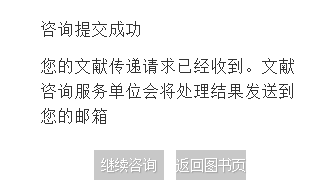 咨询提交成功
您的文献传递请求已经收到。文献
咨询服务单位会将处理结果发送到
您的邮箱
继续咨询 返回图书页